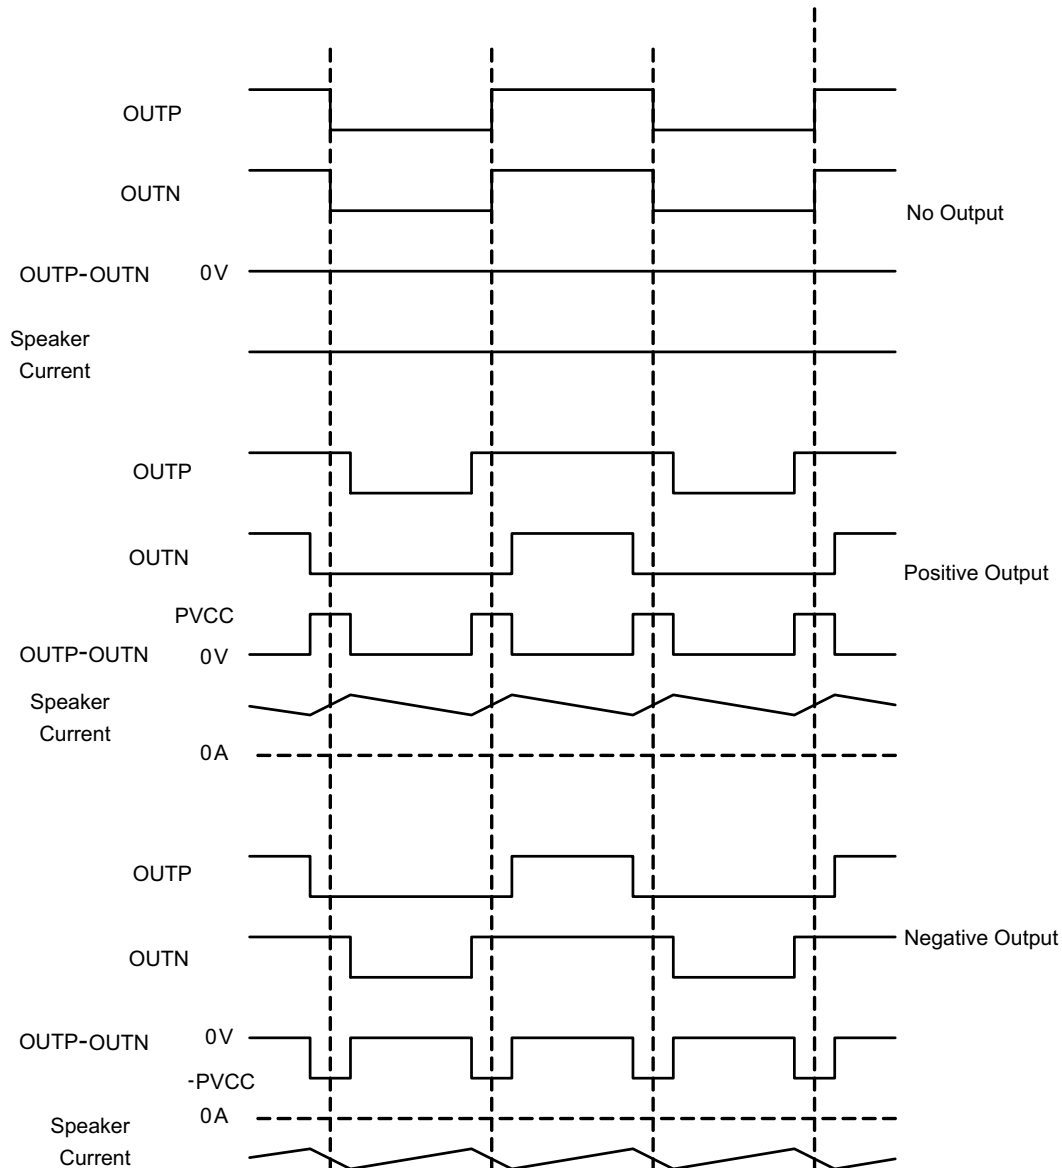 OUTP
OUTN
No Output
OUTP-OUTN 0V
Speaker
Current
OUTP
OUTN
Positive Output
PVCC
OUTP-OUTN 0V
Speaker
Current
0A
OUTP
OUTN
Negative Output
OUTP-OUTN 0V
-PVCC
0A
Speaker
Current